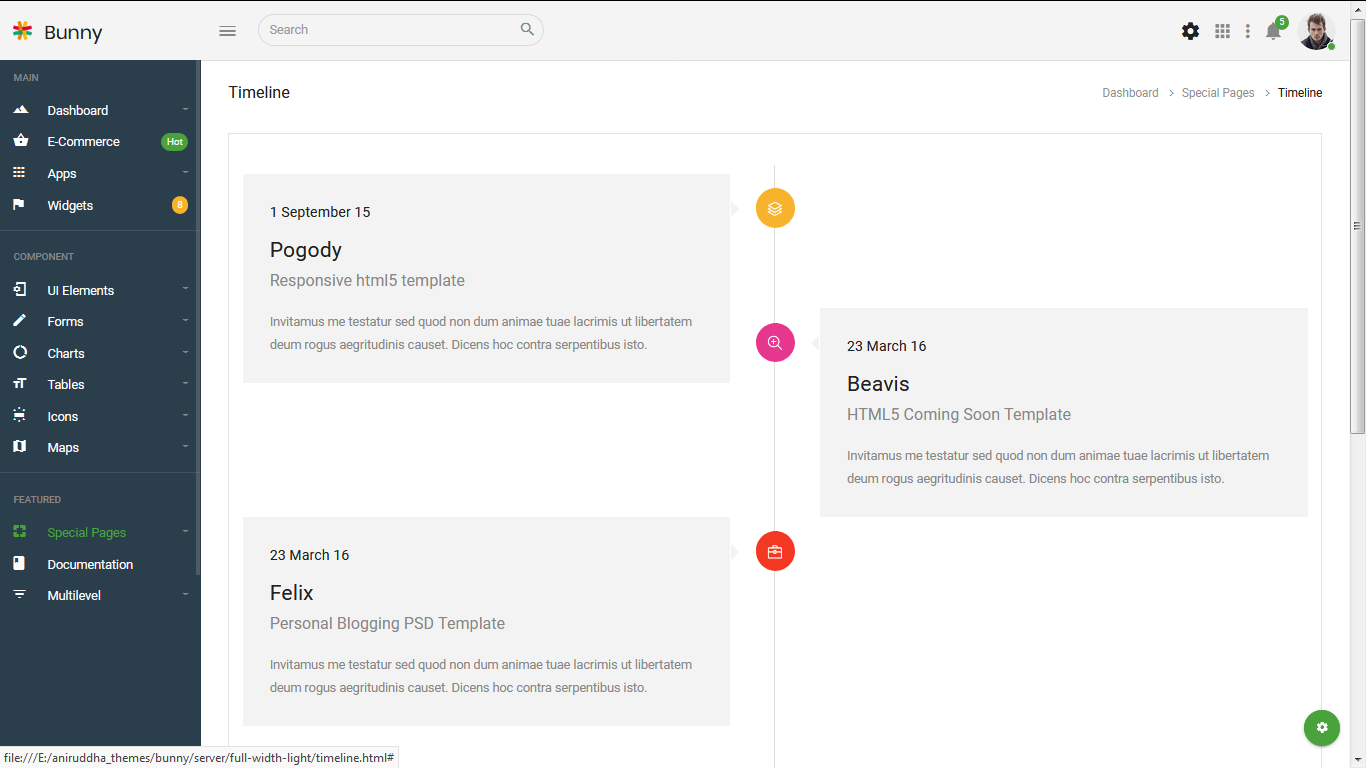 Bunny
Search
5
MAIN
Dashboard
E-Commerce Hot
Apps
Widgets 8
COMPONENT
UI Elements
Forms
Charts
Tables
Icons
Maps
FEATURED
Special Pages
Documentation
Multilevel
Timeline
Dashboard > Special Pages > Timeline
1 September 15
Pogody
Responsive html5 template
Invitamus me testatur sed quod non dum animae tuae lacrimis ut libertatem
deum rogus aegritudinis causet. Dicens hoc contra serpentibus isto.
23 March 16
Beavis
HTML5 Coming Soon Template
Invitamus me testatur sed quod non dum animae tuae lacrimis ut libertatem
deum rogus aegritudinis causet. Dicens hoc contra serpentibus isto.
23 March 16
Felix
Personal Blogging PSD Template
Invitamus me testatur sed quod non dum animae tuae lacrimis ut libertatem
deum rogus aegritudinis causet. Dicens hoc contra serpentibus isto.
file:///E:/aniruddha_themes/bunny/server/full-width-light/timeline.html#